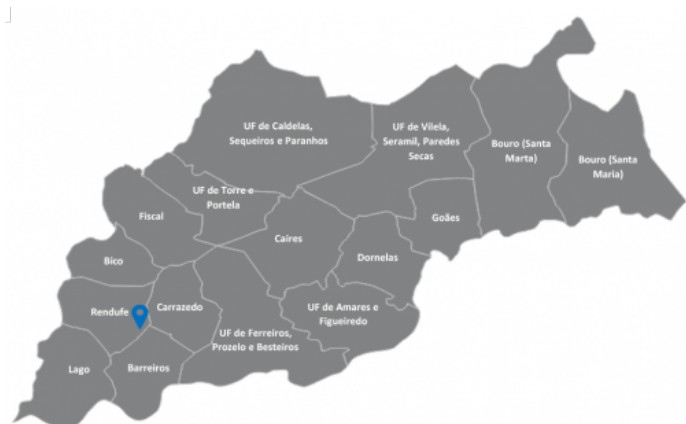 UF de Caldelas,
Sequeiros e Paranhos
UF de Vilela,
Seramil, Paredes
Secas
Bouro (Santa
Marta)
Bouro (Santa
Maria)
UF de Torre e
Portela
Fiscal
Goães
Caires
Bico
Dornelas
Rendufe
Carrazedo
UF de Amares e
Figueiredo
UF de Ferreiros,
Prozelo e Besteiros
Lago
Barreiros